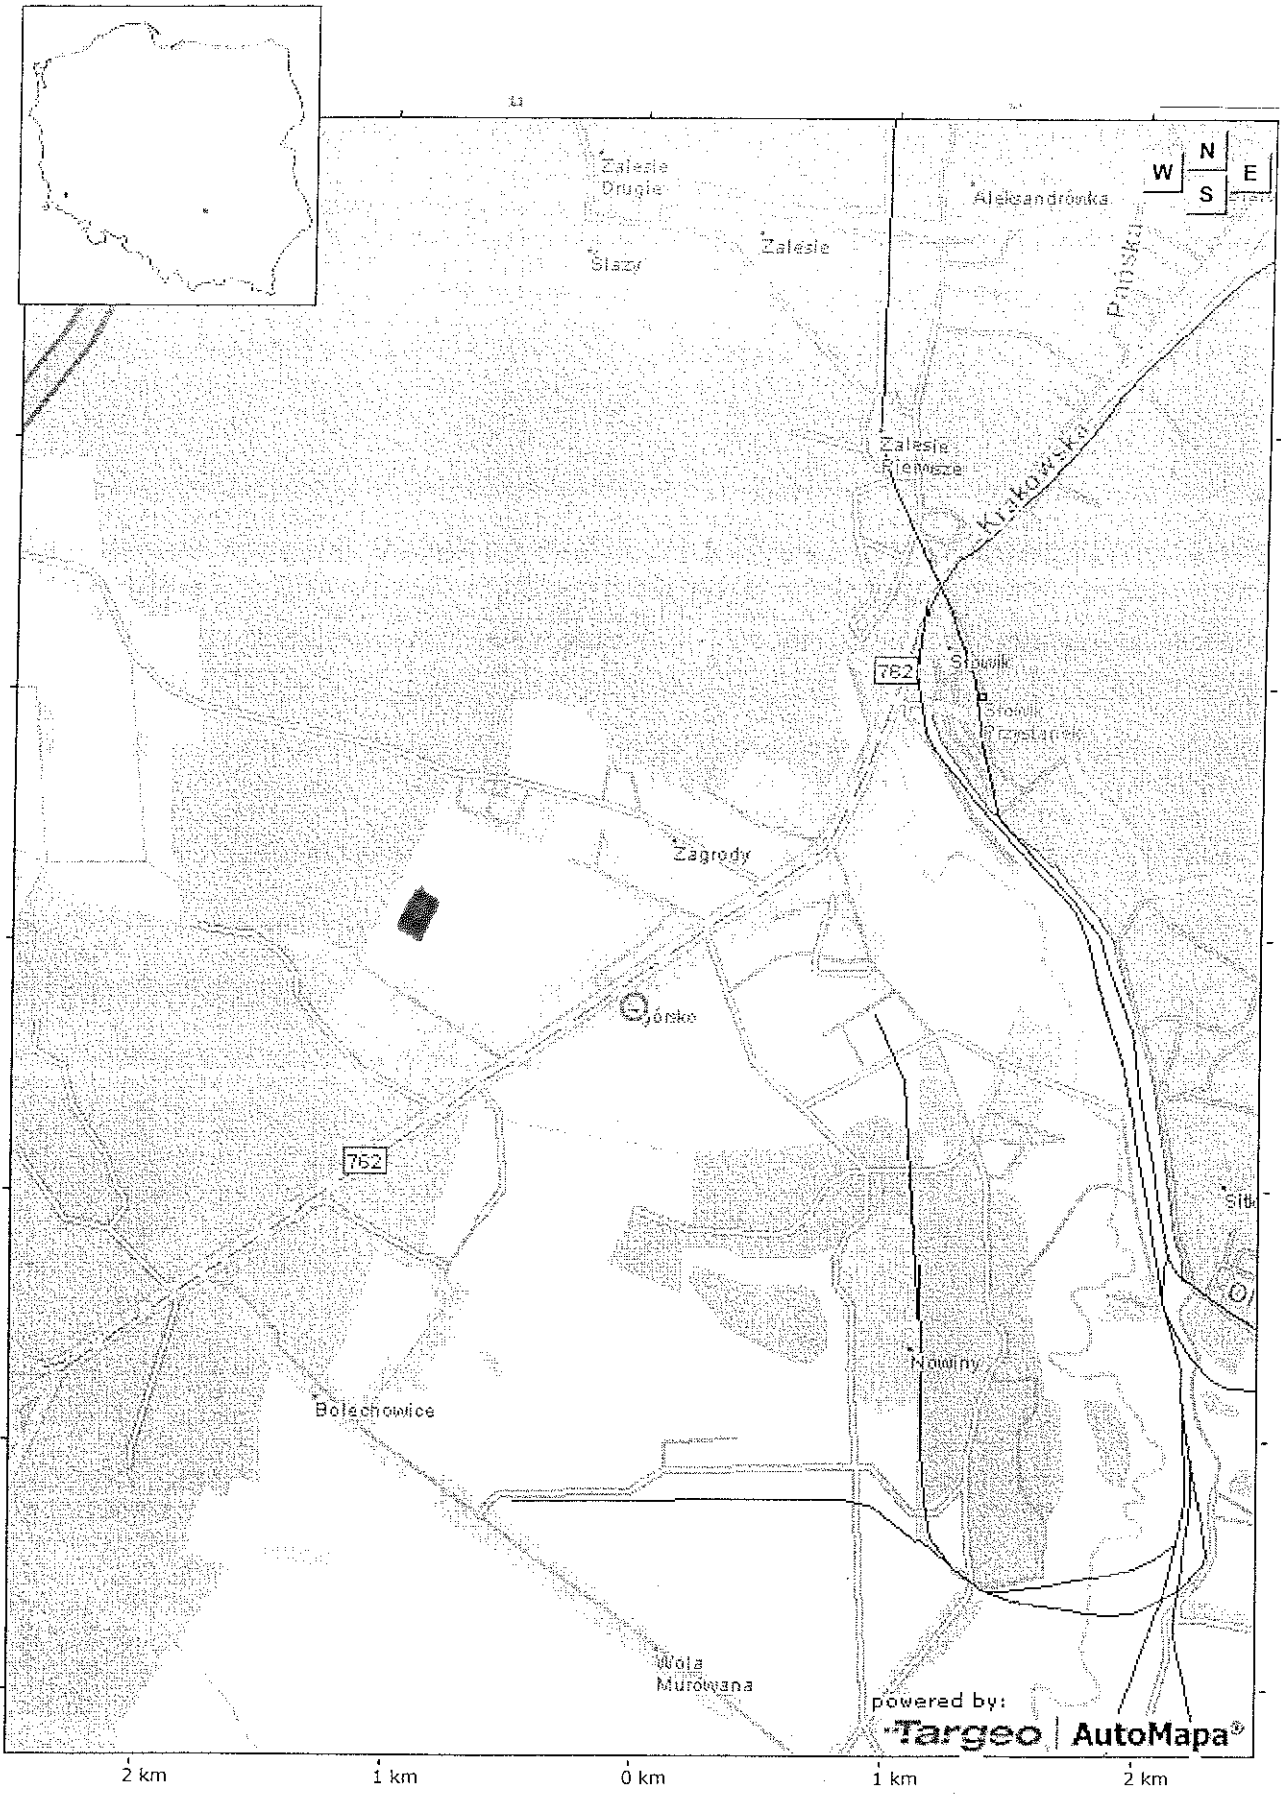 N
W
E
S
Zalesie
Drugie
Aleksandrówka
Zalesie
Ślazy
Pańska
Zalesie
Pierwsze
Krakowska
Słowik
762
Słowik
Przystanek
Zagrody
762
Nowiny
Bolechowice
Wola
Murowana
powered by:
Targeo | AutoMapa®
2 km
1 km
0 km
1 km
2 km